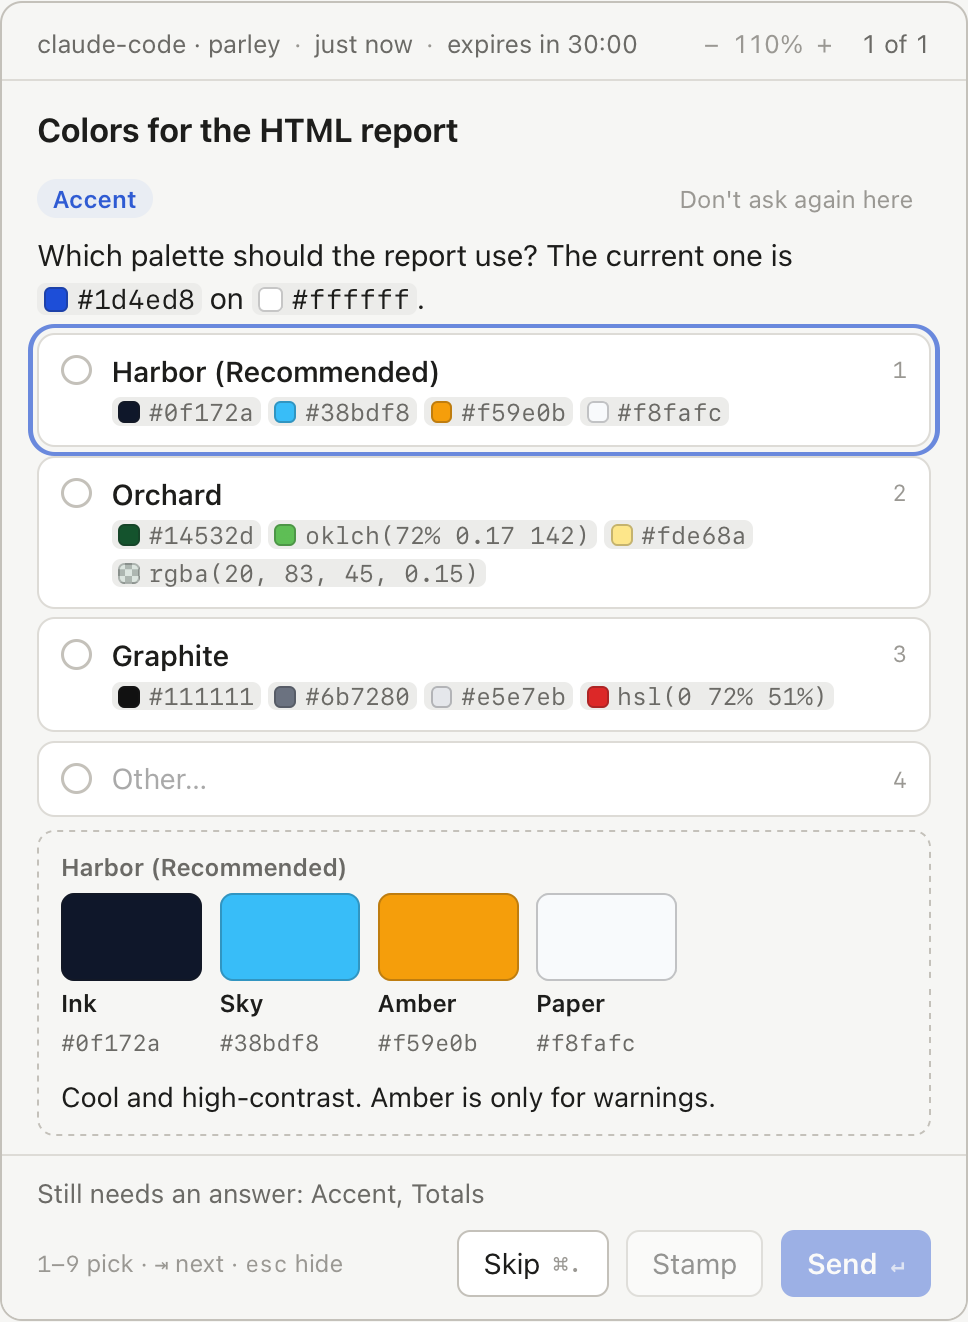 claude-code · parley · just now · expires in 30:00 − 110% + 1 of 1
Colors for the HTML report
Accent Don't ask again here
Which palette should the report use? The current one is
#1d4ed8 on #ffffff.
Harbor (Recommended) 1
#0f172a #38bdf8 #f59e0b #f8fafc
Orchard 2
#14532d oklch(72% 0.17 142) #fde68a
rgba(20, 83, 45, 0.15)
Graphite 3
#111111 #6b7280 #e5e7eb hsl(0 72% 51%)
Other... 4
Harbor (Recommended)
Ink Sky Amber Paper
#0f172a #38bdf8 #f59e0b #f8fafc
Cool and high-contrast. Amber is only for warnings.
Still needs an answer: Accent, Totals
1–9 pick · ⇥ next · esc hide Skip ⌘. Stamp Send ↵